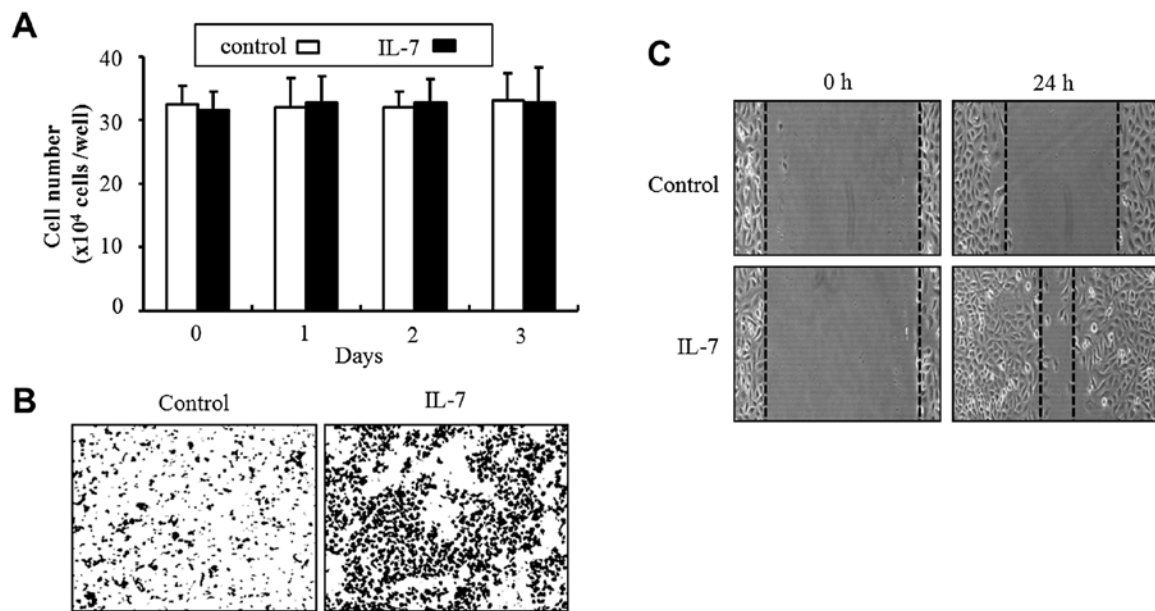 A
control IL-7
40
30
20
10
0
Cell number
(x10⁴ cells /well)
0 1 2 3
Days
B
Control IL-7
C
0 h 24 h
Control
IL-7